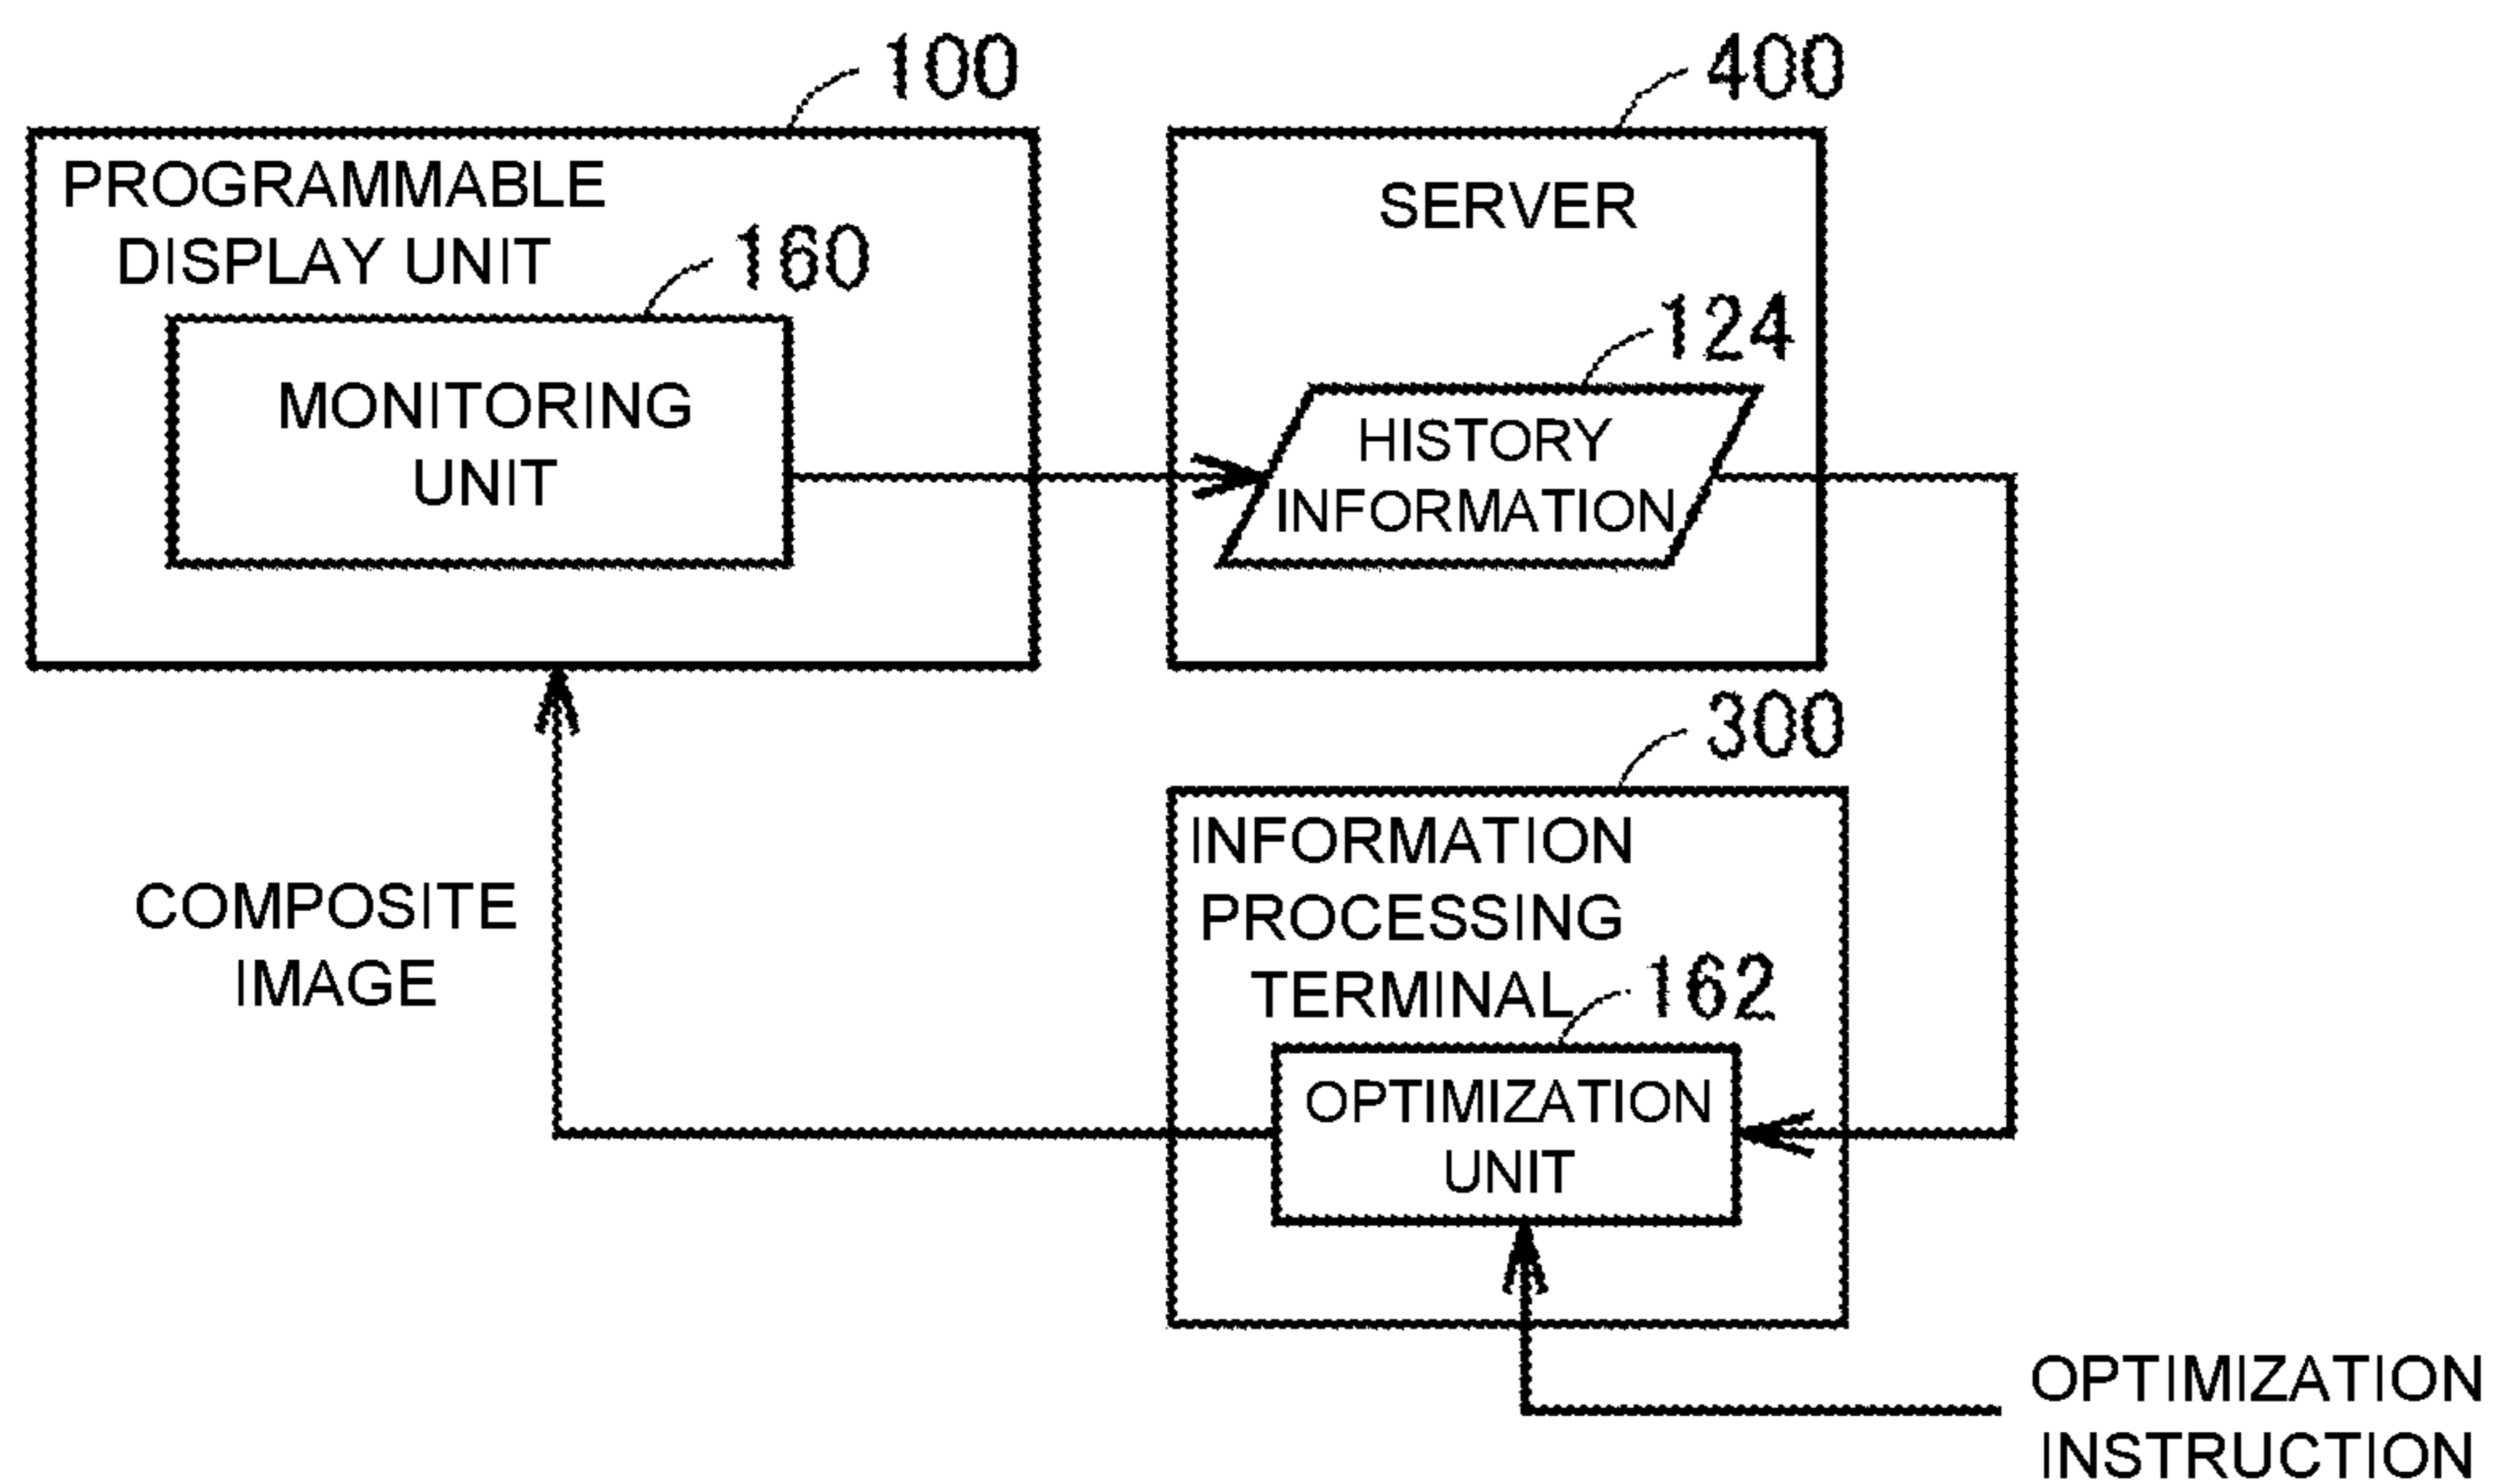 100
PROGRAMMABLE
DISPLAY UNIT
160
MONITORING
UNIT
400
SERVER
124
HISTORY
INFORMATION
300
INFORMATION
PROCESSING
TERMINAL
162
OPTIMIZATION
UNIT
COMPOSITE
IMAGE
OPTIMIZATION
INSTRUCTION